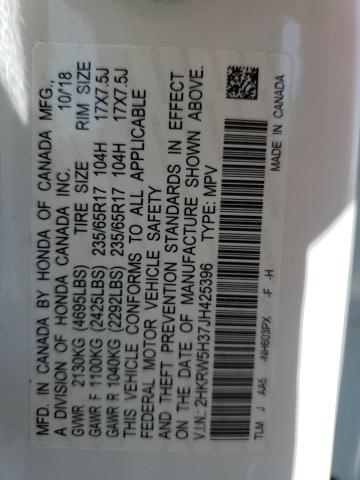 MFD. IN CANADA BY HONDA OF CANADA MFG.,
A DIVISION OF HONDA CANADA INC. 10/18
TIRE SIZE RIM SIZE
GVWR 2130KG (4695LBS)
GAWR F 1100KG (2425LBS) 235/65R17 104H 17X7.5J
GAWR R 1040KG (2292LBS) 235/65R17 104H 17X7.5J
THIS VEHICLE CONFORMS TO ALL APPLICABLE
FEDERAL MOTOR VEHICLE SAFETY
AND THEFT PREVENTION STANDARDS IN EFFECT
ON THE DATE OF MANUFACTURE SHOWN ABOVE.
V.I.N: 2HKRW5H37JH425396 TYPE: MPV
TLM J AA5 -NH603PX -F -H
MADE IN CANADA